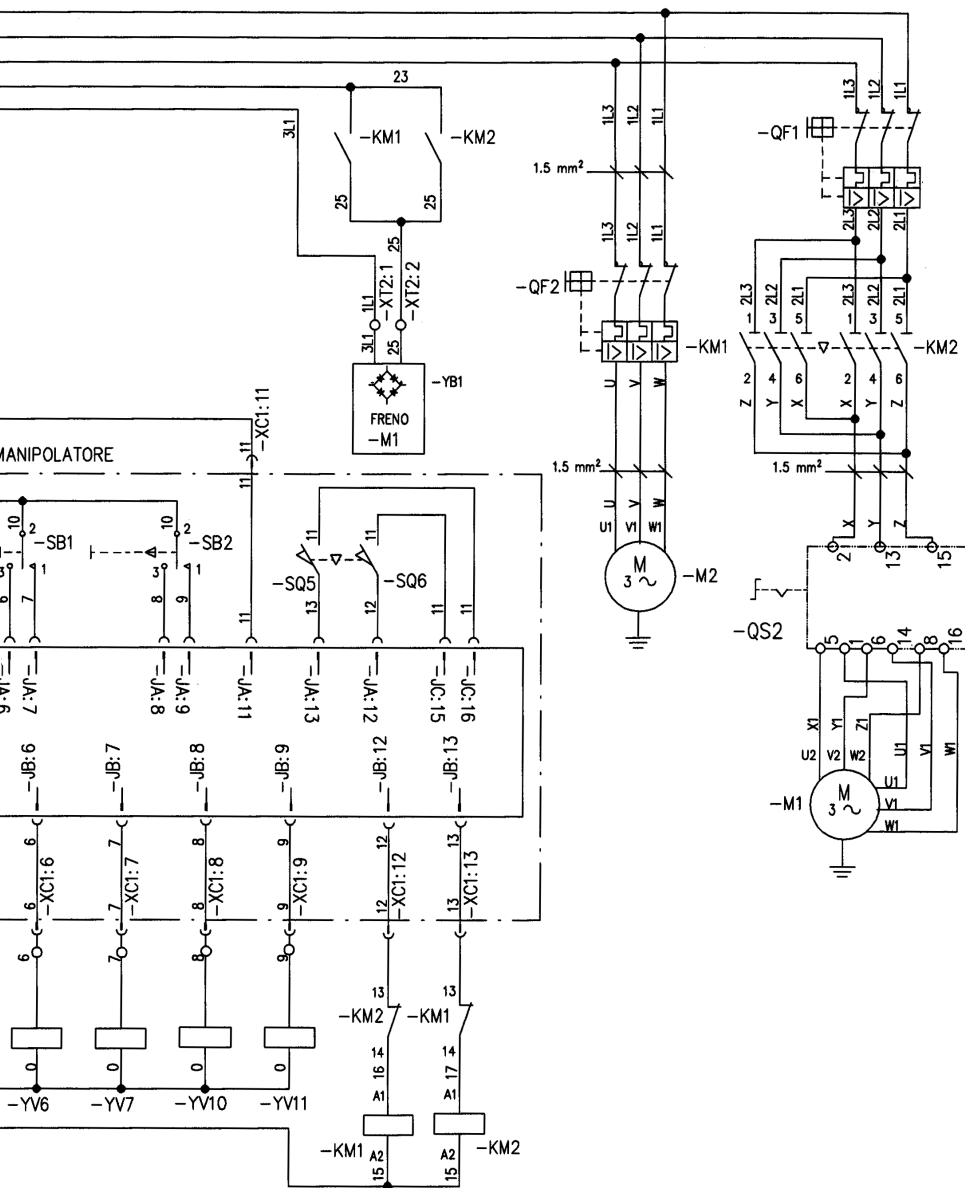 23
3L1
-KM1
-KM2
25
25
25
1L1
-XT2:1
-XT2:2
3L1
25
-YB1
FRENO
-M1
1L3
1L2
1L1
1.5 mm²
1L3
1L2
1L1
-QF2
U
V
W
1.5 mm²
U
V
W
U1
V1
W1
M
3 ~
-M2
1L3
1L2
1L1
-QF1
2L3
2L2
2L1
2L3
2L2
2L1
2L3
2L2
2L1
1
3
5
1
3
5
-KM1
-KM2
2
4
6
2
4
6
Z
Y
X
X
Y
Z
1.5 mm²
X
Y
Z
2
13
15
-QS2
5
1
6
14
8
16
X1
Y1
Z1
U1
V1
W1
U2
V2
W2
U1
V1
W1
-M1
M
3 ~
MANIPOLATORE
11
-XC1:11
11
10
2
-SB1
3
1
6
7
10
2
-SB2
3
1
8
9
11
11
11
-SQ5
-SQ6
13
12
11
11
-JA:6
-JA:7
-JA:8
-JA:9
-JA:11
-JA:13
-JA:12
-JC:15
-JC:16
-JB:6
-JB:7
-JB:8
-JB:9
-JB:12
-JB:13
6
7
8
9
12
13
-XC1:6
-XC1:7
-XC1:8
-XC1:9
-XC1:12
-XC1:13
6
7
8
9
12
13
6
7
8
9
13
13
-KM2
-KM1
14
14
16
17
A1
A1
0
0
0
0
-YV6
-YV7
-YV10
-YV11
-KM1
-KM2
A2
A2
15
15